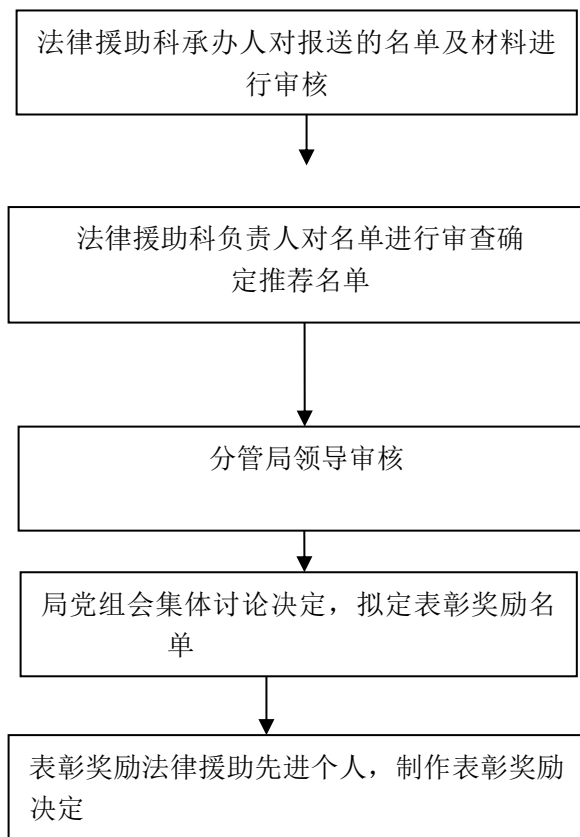 法律援助科承办人对报送的名单及材料进
行审核
法律援助科负责人对名单进行审查确
定推荐名单
分管局领导审核
局党组会集体讨论决定，拟定表彰奖励名
单
表彰奖励法律援助先进个人，制作表彰奖励
决定